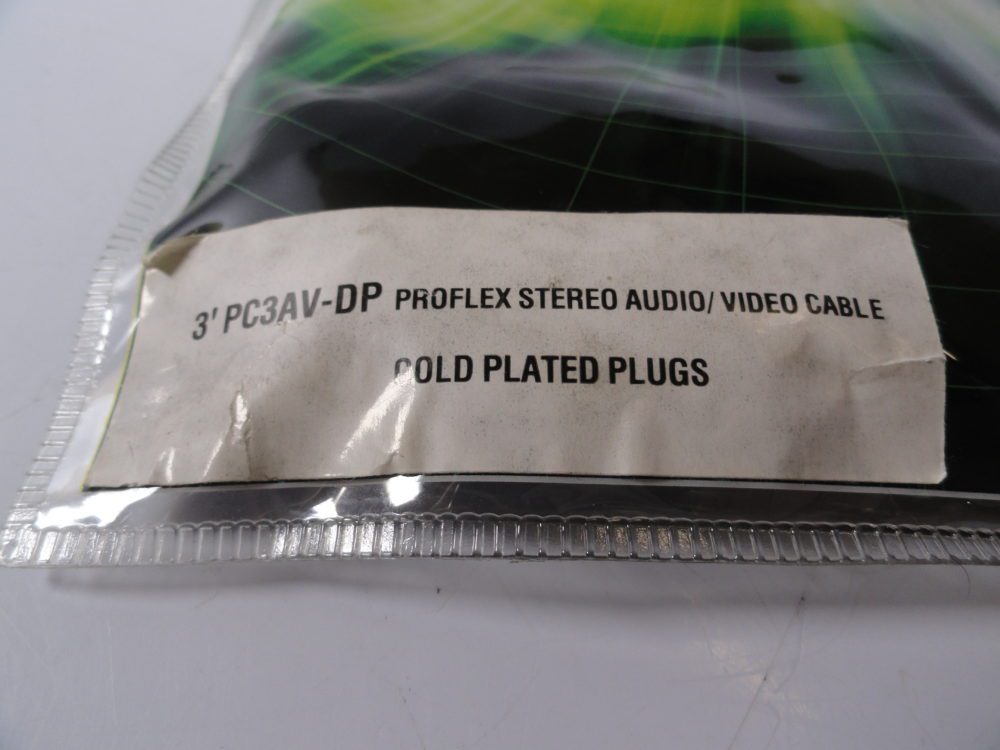 3' PC3AV-DP PROFLEX STEREO AUDIO/ VIDEO CABLE
GOLD PLATED PLUGS